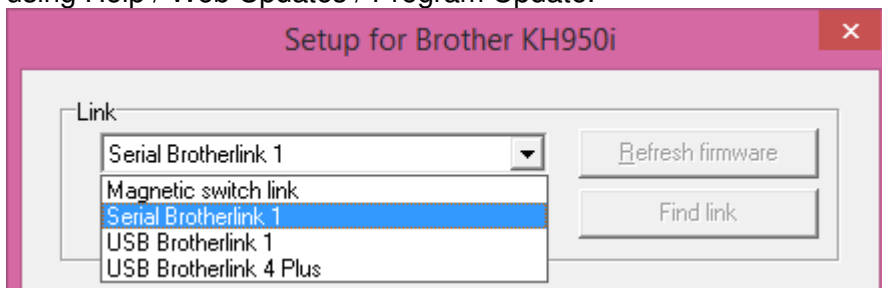 using Help / Web Updates / Program Update.
Setup for Brother KH950i
Link
Serial Brotherlink 1
Refresh firmware
Magnetic switch link
Serial Brotherlink 1
Find link
USB Brotherlink 1
USB Brotherlink 4 Plus